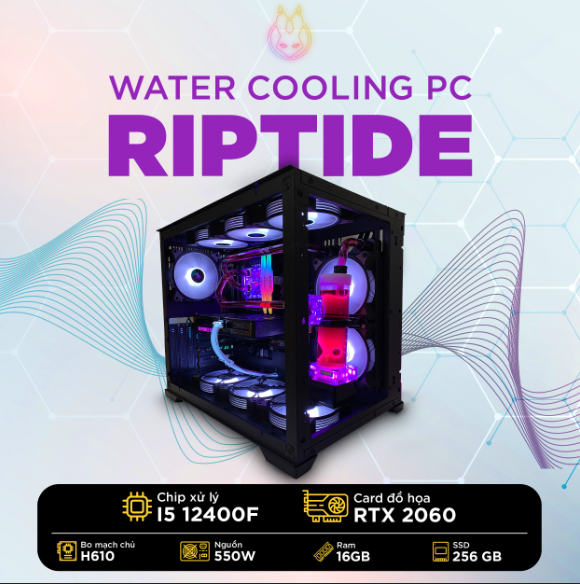 WATER COOLING PC
RIPTIDE
Chip xử lý
I5 12400F
Card đồ họa
RTX 2060
Bo mạch chủ
H610
Nguồn
550W
Ram
16GB
SSD
256 GB